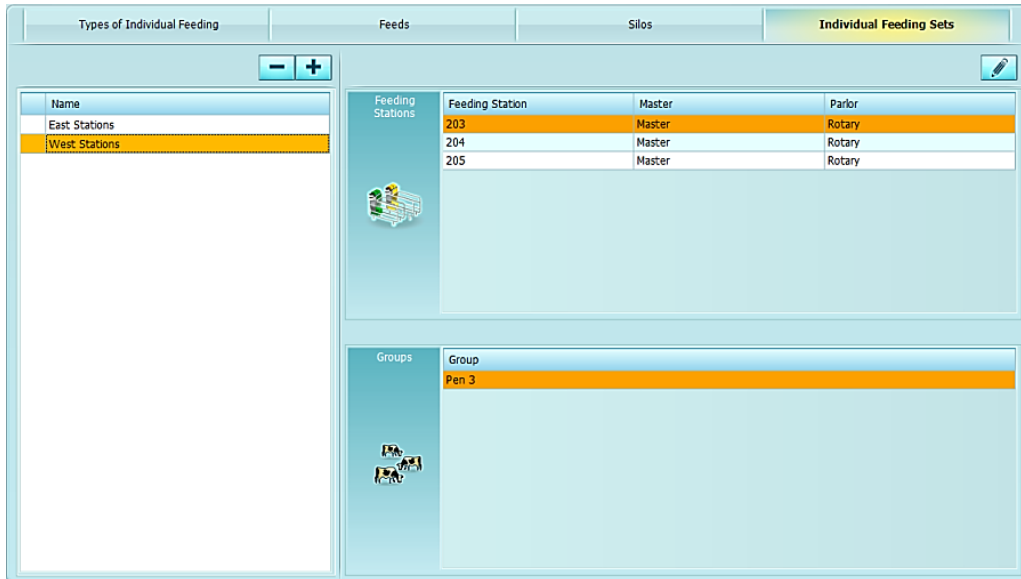 Types of Individual Feeding Feeds Silos Individual Feeding Sets
Name
East Stations
West Stations
Feeding
Stations
Feeding Station Master Parlor
203 Master Rotary
204 Master Rotary
205 Master Rotary
Groups
Group
Pen 3